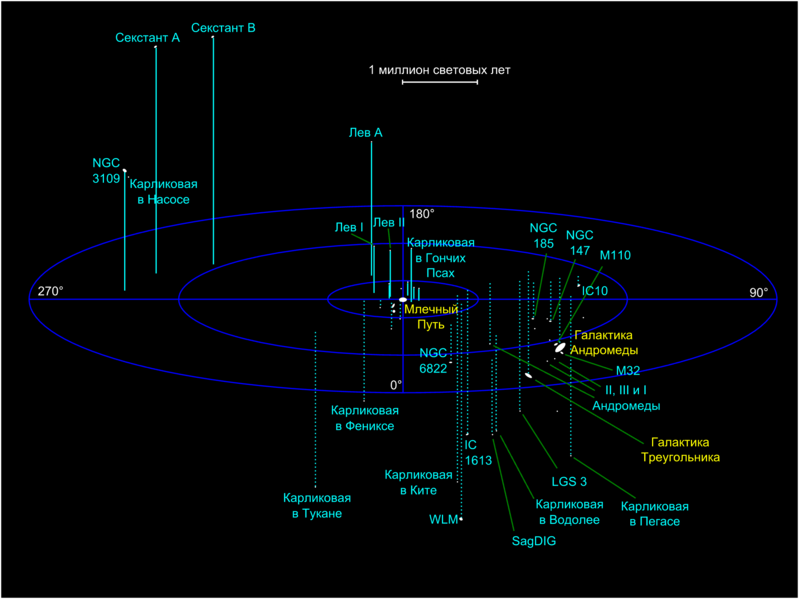 Секстант A
Секстант B
1 миллион световых лет
Лев A
NGC
3109
Карликовая
в Насосе
180°
Лев I
Лев II
Карликовая
в Гончих
Псах
NGC
185
NGC
147
M110
270°
90°
IC10
Млечный
Путь
Галактика
Андромеды
NGC
6822
M32
0°
II, III и I
Андромеды
Карликовая
в Фениксе
IC
1613
Галактика
Треугольника
Карликовая
в Ките
LGS 3
Карликовая
в Тукане
Карликовая
в Водолее
Карликовая
в Пегасе
WLM
SagDIG